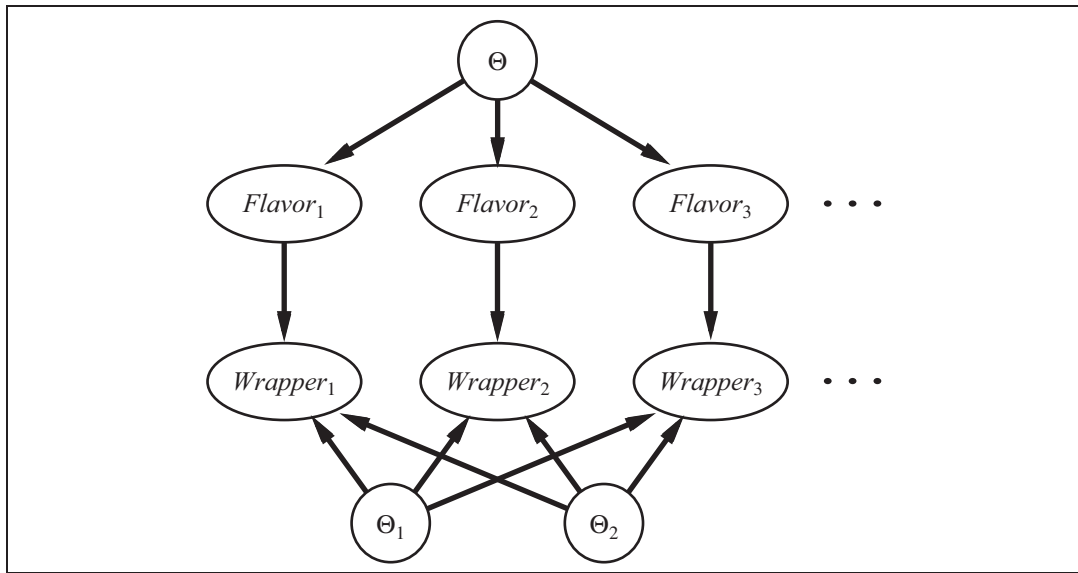 Θ
Flavor₁ Flavor₂ Flavor₃ . . .
Wrapper₁ Wrapper₂ Wrapper₃ . . .
Θ₁ Θ₂